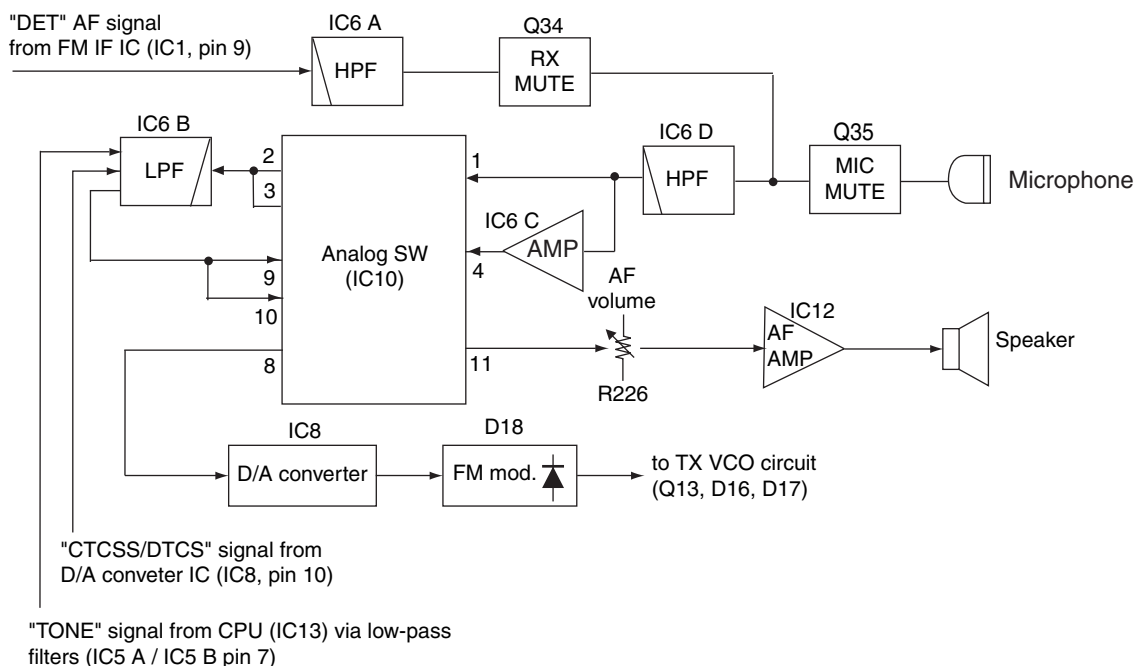 "DET" AF signal
from FM IF IC (IC1, pin 9)
IC6 A
HPF
Q34
RX
MUTE
IC6 B
LPF
2
3
9
10
8
Analog SW
(IC10)
1
4
11
IC6 D
HPF
Q35
MIC
MUTE
Microphone
IC6 C
AMP
AF
volume
R226
IC12
AF
AMP
Speaker
IC8
D/A converter
D18
FM mod.
to TX VCO circuit
(Q13, D16, D17)
"CTCSS/DTCS" signal from
D/A conveter IC (IC8, pin 10)
"TONE" signal from CPU (IC13) via low-pass
filters (IC5 A / IC5 B pin 7)